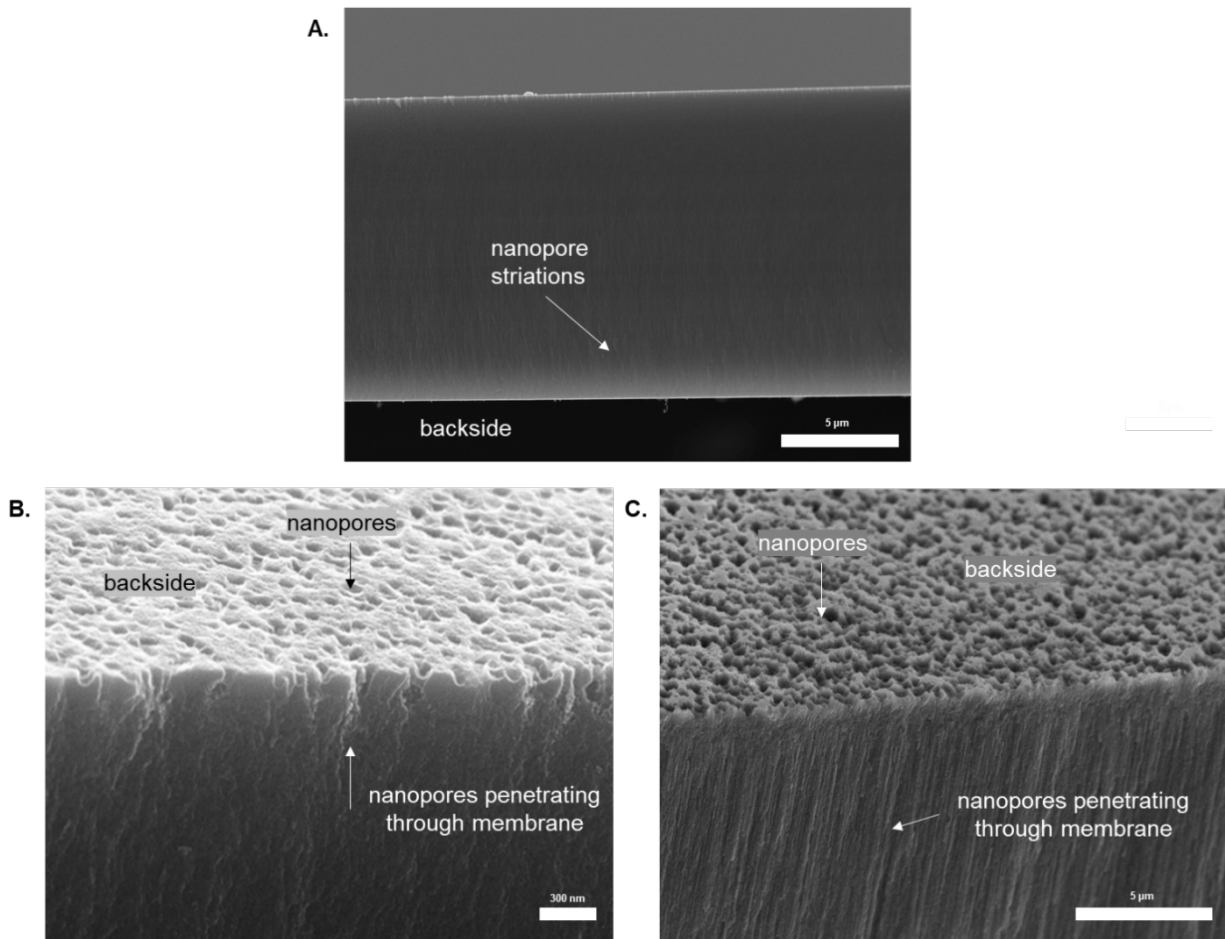 A.
nanopore
striations
backside
5 µm
B.
nanopores
backside
nanopores penetrating
through membrane
300 nm
C.
nanopores
backside
nanopores penetrating
through membrane
5 µm